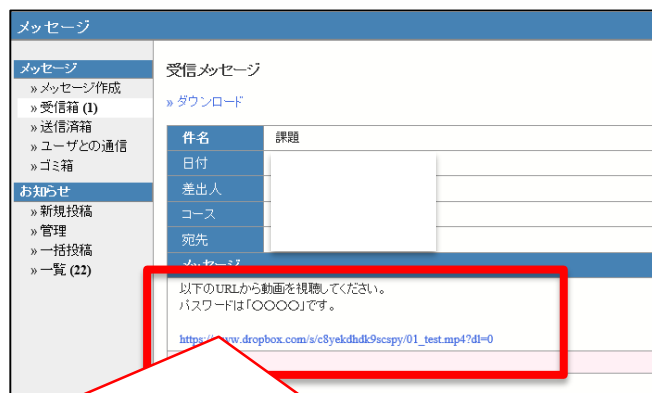 メッセージ
メッセージ
»メッセージ作成
»受信箱 (1)
»送信済箱
»ユーザとの通信
»ゴミ箱
お知らせ
»新規投稿
»管理
»一括投稿
»一覧 (22)
受信メッセージ
»ダウンロード
件名 課題
日付
差出人
コース
宛先
メッセージ
以下のURLから動画を視聴してください。
パスワードは「〇〇〇〇」です。
https://www.dropbox.com/s/c8yekdhdk9scspy/01_test.mp4?dl=0